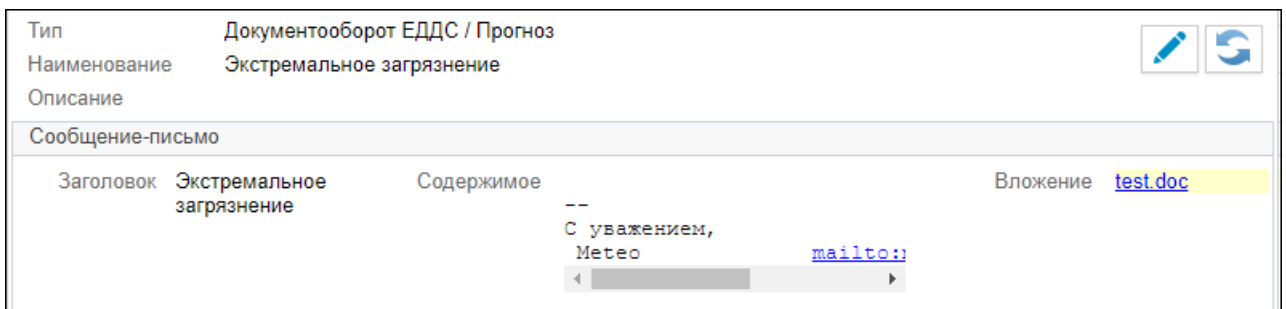 Тип Документооборот ЕДДС / Прогноз
Наименование Экстремальное загрязнение
Описание
Сообщение-письмо
Заголовок Экстремальное загрязнение
Содержимое
--
С уважением,
Meteo mailto:
Вложение test.doc